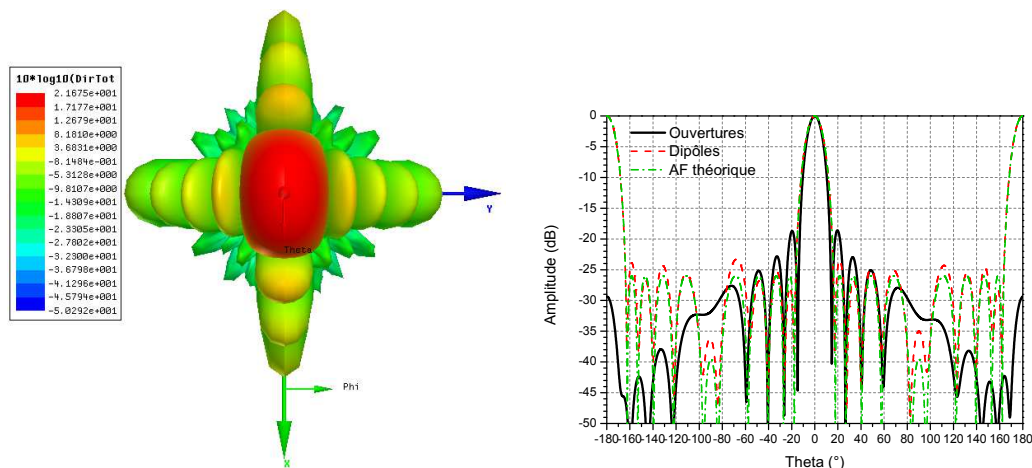 10*log10(DirTot
2.1675e+001
1.7177e+001
1.2679e+001
8.1810e+000
3.6831e+000
-8.1484e-001
-5.3128e+000
-9.8107e+000
-1.4309e+001
-1.8807e+001
-2.3305e+001
-2.7802e+001
-3.2300e+001
-3.6798e+001
-4.1296e+001
-4.5794e+001
-5.0292e+001
Theta
Y
Phi
X
Ouvertures
Dipôles
AF théorique
Amplitude (dB)
0
-5
-10
-15
-20
-25
-30
-35
-40
-45
-50
-180 -160 -140 -120 -100 -80 -60 -40 -20 0 20 40 60 80 100 120 140 160 180
Theta (°)